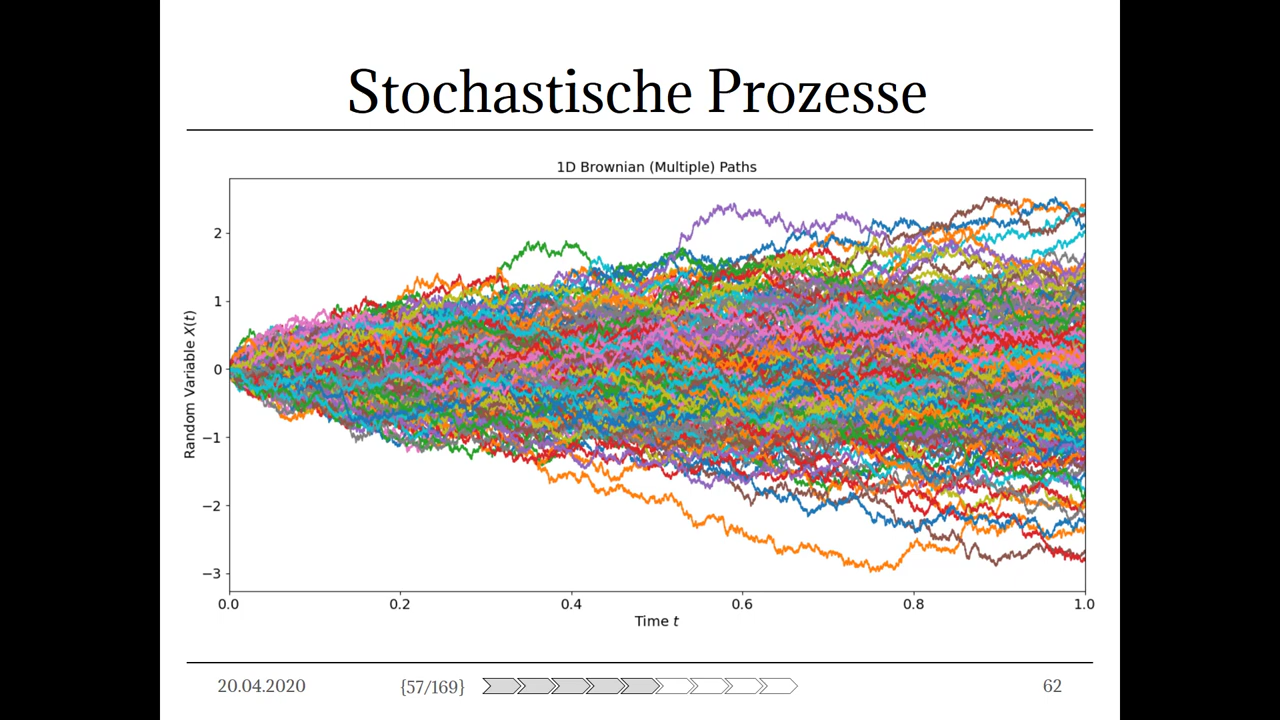 Stochastische Prozesse
1D Brownian (Multiple) Paths
Random Variable X(t)
2
1
0
−1
−2
−3
0.0 0.2 0.4 0.6 0.8 1.0
Time t
20.04.2020 {57/169} 62